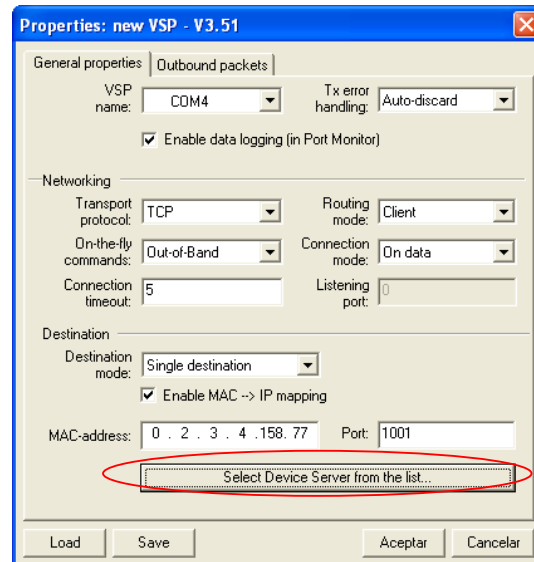 Properties: new VSP - V3.51
General properties Outbound packets
VSP name: COM4 Tx error handling: Auto-discard
Enable data logging (in Port Monitor)
Networking
Transport protocol: TCP Routing mode: Client
On-the-fly commands: Out-of-Band Connection mode: On data
Connection timeout: 5 Listening port: 0
Destination
Destination mode: Single destination
Enable MAC --> IP mapping
MAC-address: 0 . 2 . 3 . 4 .158. 77 Port: 1001
Select Device Server from the list...
Load Save Aceptar Cancelar